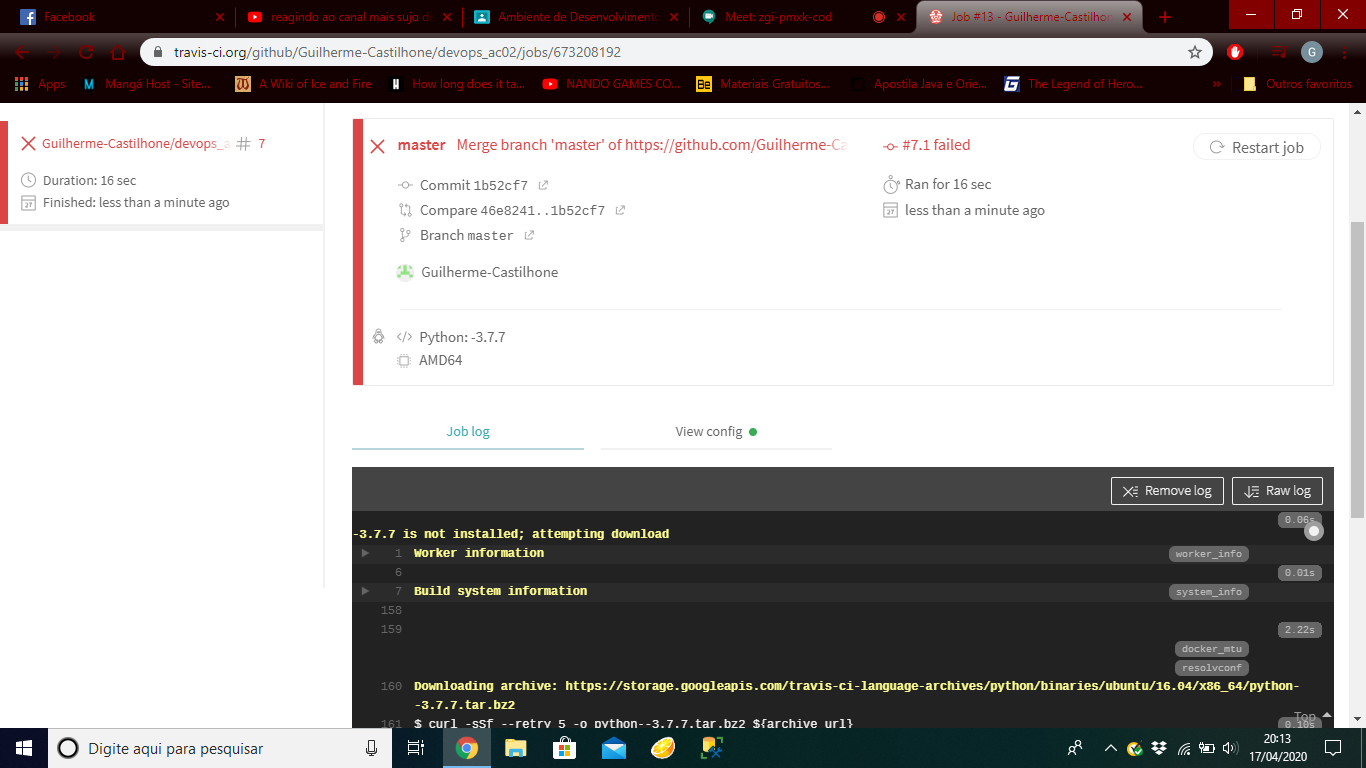 Facebook
reagindo ao canal mais sujo do
Ambiente de Desenvolvimento
Meet: zgi-pmxk-cod
Job #13 - Guilherme-Castilhon
travis-ci.org/github/Guilherme-Castilhone/devops_ac02/jobs/673208192
G
Apps
M
Mangá Host - Site...
A Wiki of Ice and Fire
H
How long does it ta...
NANDO GAMES CO...
Be
Materiais Gratuitos...
Apostila Java e Orie...
G
The Legend of Hero...
»
Outros favoritos
Guilherme-Castilhone/devops_a
# 7
Duration: 16 sec
Finished: less than a minute ago
master Merge branch 'master' of https://github.com/Guilherme-Ca
#7.1 failed
Restart job
Commit 1b52cf7
Compare 46e8241..1b52cf7
Branch master
Ran for 16 sec
less than a minute ago
Guilherme-Castilhone
Python: -3.7.7
AMD64
Job log
View config
Remove log
Raw log
0.06s
-3.7.7 is not installed; attempting download
1 Worker information worker_info
6 0.01s
7 Build system information system_info
158
159 2.22s
docker_mtu
resolvconf
160 Downloading archive: https://storage.googleapis.com/travis-ci-language-archives/python/binaries/ubuntu/16.04/x86_64/python-
-3.7.7.tar.bz2
161 $ curl -sSf --retry 5 -o python--3.7.7.tar.bz2 ${archive_url} 0.10s
Top
Digite aqui para pesquisar
20:13
17/04/2020